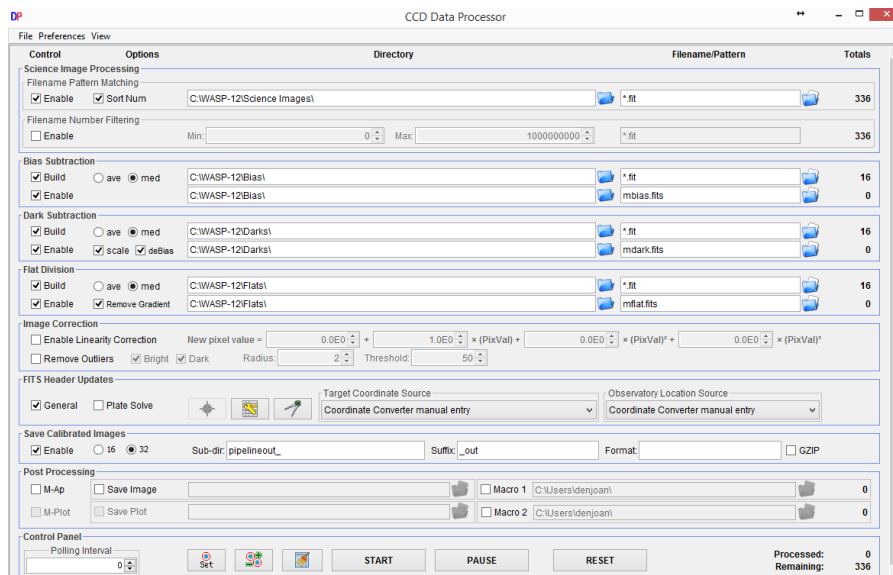 DP CCD Data Processor
File Preferences View
Control Options Directory Filename/Pattern Totals
Science Image Processing
Filename Pattern Matching
Enable Sort Num C:\WASP-12\Science Images\ *.fit 336
Filename Number Filtering
Enable Min: 0 Max: 1000000000 *.fit 336
Bias Subtraction
Build ave med C:\WASP-12\Bias\ *.fit 16
Enable C:\WASP-12\Bias\ mbias.fits 0
Dark Subtraction
Build ave med C:\WASP-12\Darks\ *.fit 16
Enable scale deBias C:\WASP-12\Darks\ mdark.fits 0
Flat Division
Build ave med C:\WASP-12\Flats\ *.fit 16
Enable Remove Gradient C:\WASP-12\Flats\ mflat.fits 0
Image Correction
Enable Linearity Correction New pixel value = 0.0E0 + 1.0E0 × (PixVal) + 0.0E0 × (PixVal)² + 0.0E0 × (PixVal)³
Remove Outliers Bright Dark Radius: 2 Threshold: 50
FITS Header Updates
Target Coordinate Source Observatory Location Source
General Plate Solve Coordinate Converter manual entry Coordinate Converter manual entry
Save Calibrated Images
Enable 16 32 Sub-dir: pipelineout_ Suffix: _out Format: GZIP
Post Processing
M-Ap Save Image Macro 1 C:\Users\denjoan\ 0
M-Plot Save Plot Macro 2 C:\Users\denjoan\ 0
Control Panel
Polling Interval
0 Set START PAUSE RESET Processed: 0
Remaining: 336